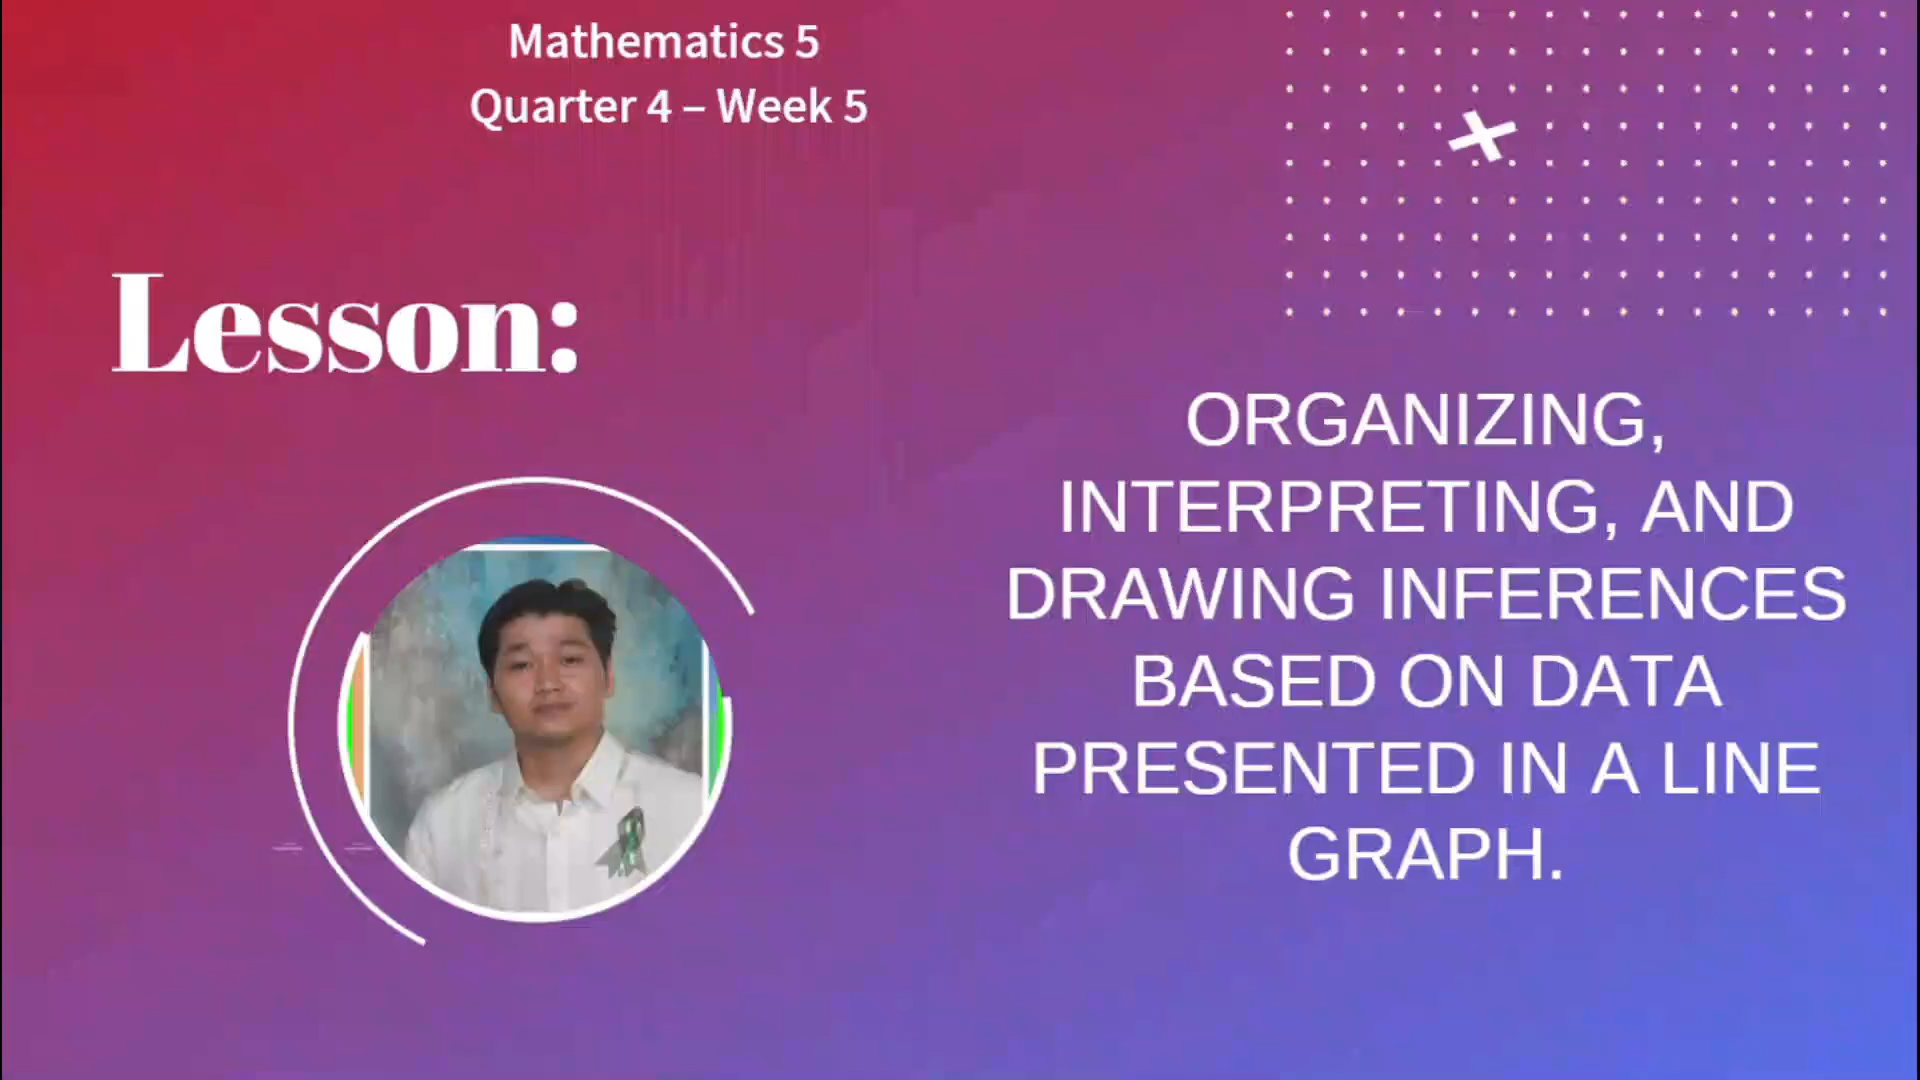 Mathematics 5
Quarter 4 – Week 5
Lesson:
ORGANIZING,
INTERPRETING, AND
DRAWING INFERENCES
BASED ON DATA
PRESENTED IN A LINE
GRAPH.